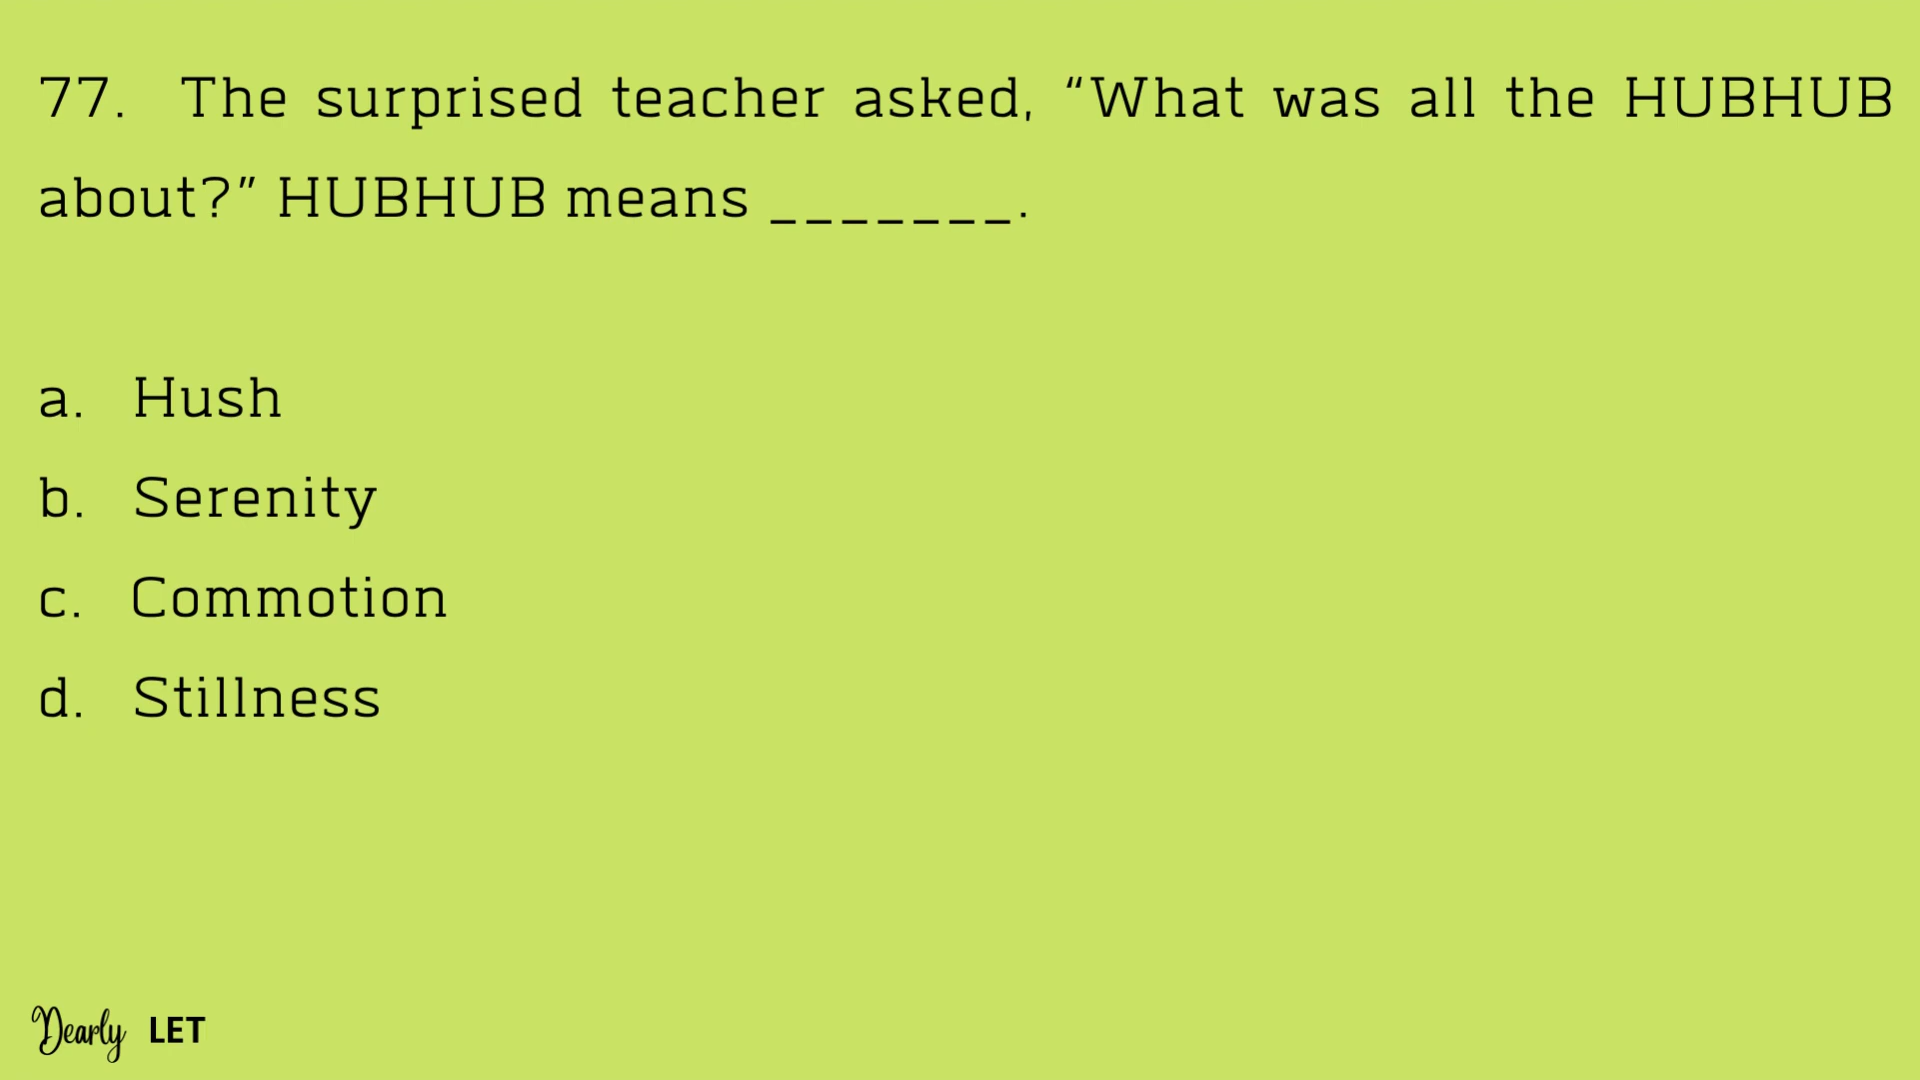 77. The surprised teacher asked, “What was all the HUBHUB
about?” HUBHUB means _______.
a. Hush
b. Serenity
c. Commotion
d. Stillness
Dearly LET